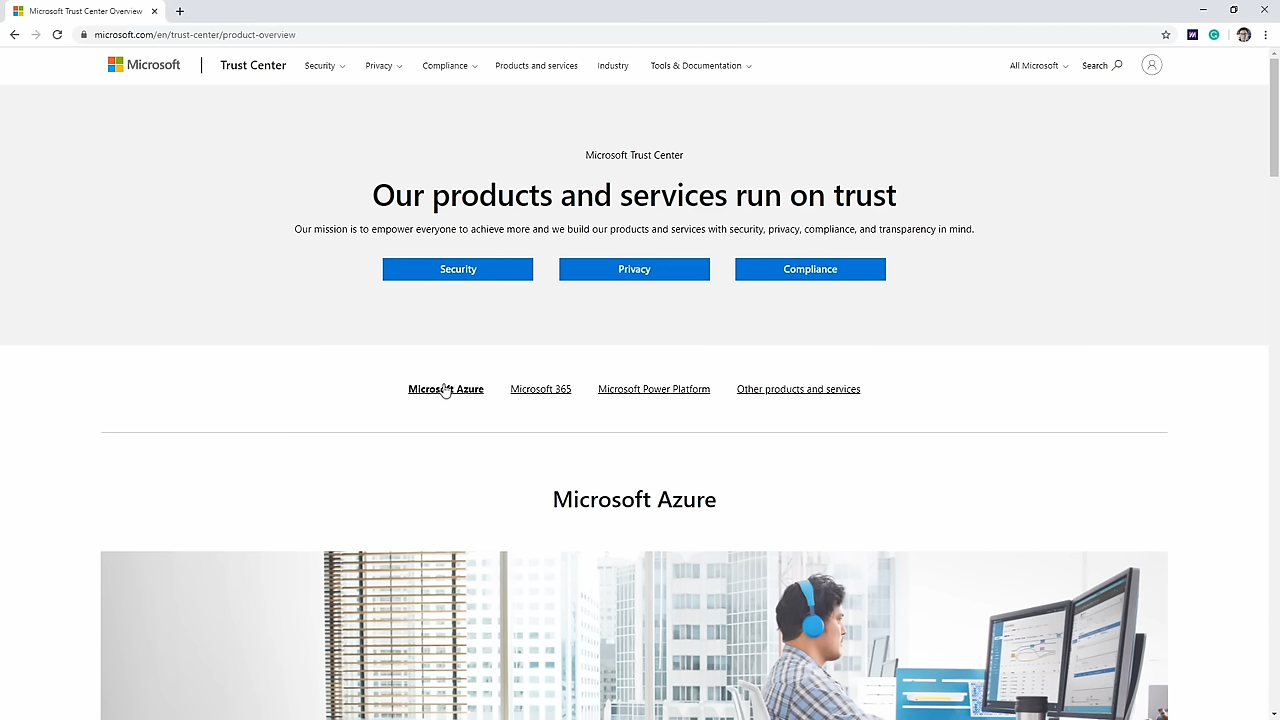 Microsoft Trust Center Overview
microsoft.com/en/trust-center/product-overview
Microsoft
Trust Center
Security
Privacy
Compliance
Products and services
Industry
Tools & Documentation
All Microsoft
Search
Microsoft Trust Center
Our products and services run on trust
Our mission is to empower everyone to achieve more and we build our products and services with security, privacy, compliance, and transparency in mind.
Security
Privacy
Compliance
Microsoft Azure
Microsoft 365
Microsoft Power Platform
Other products and services
Microsoft Azure